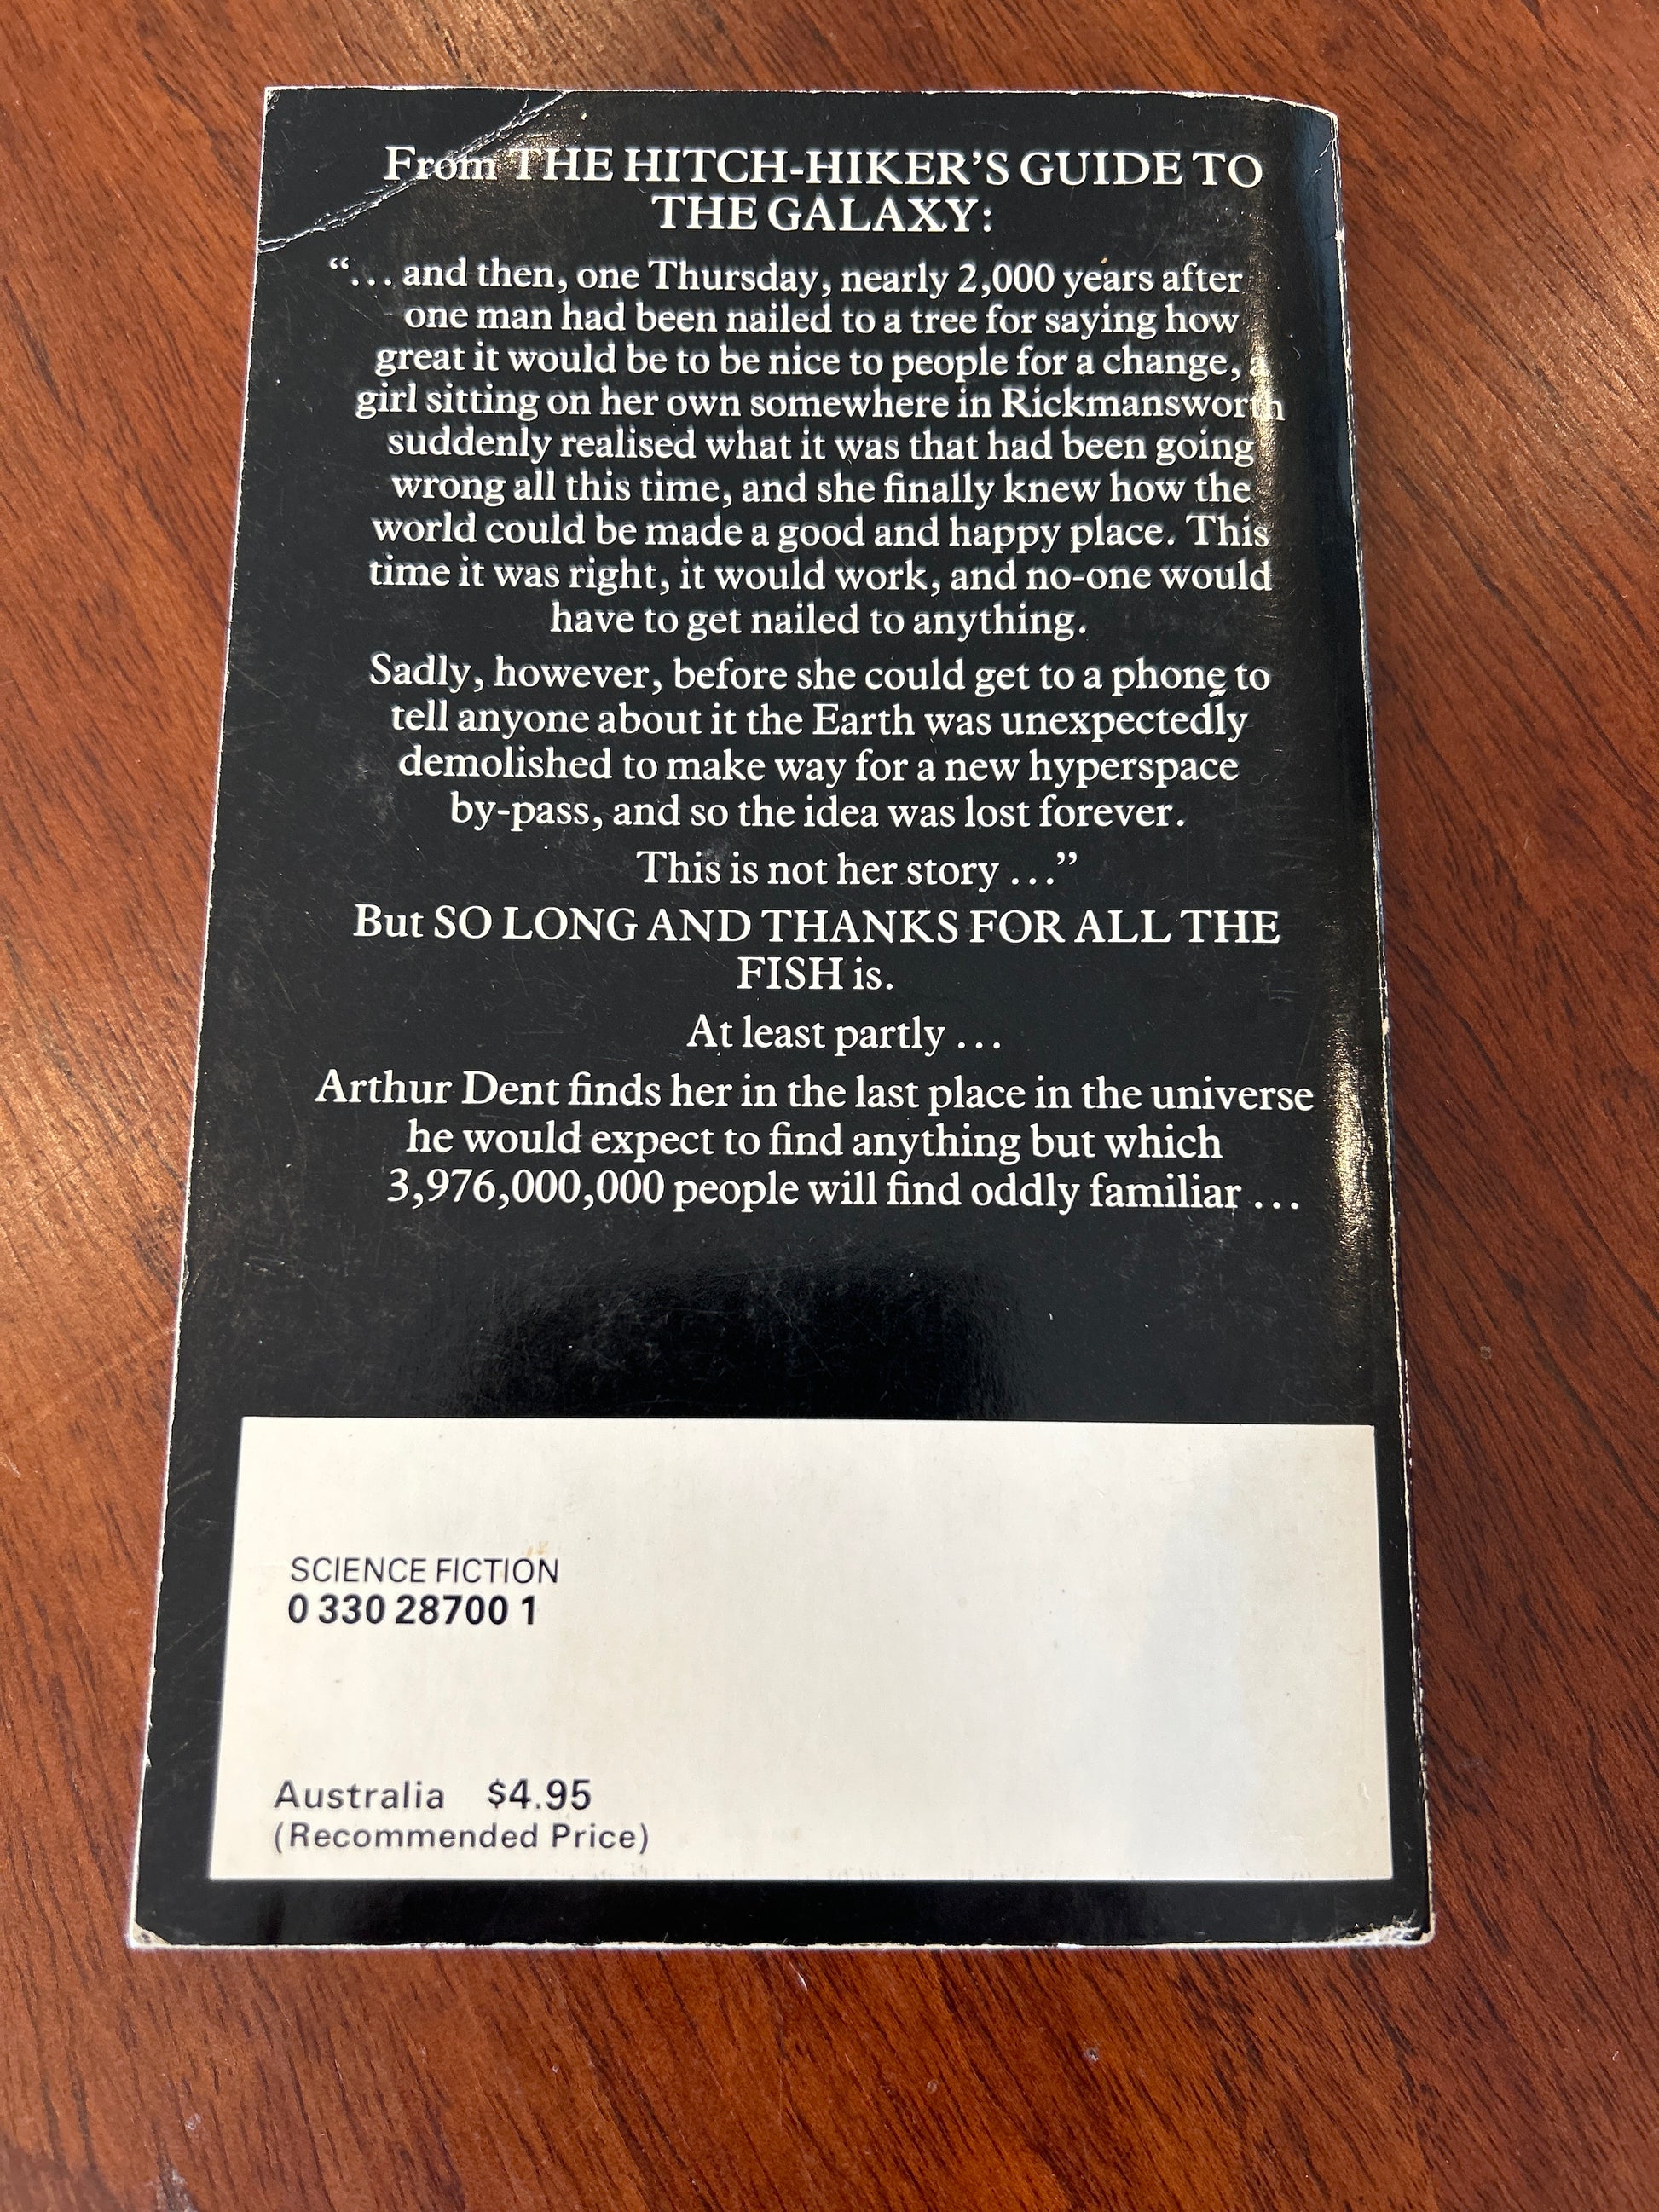 From THE HITCH-HIKER'S GUIDE TO
THE GALAXY:
“... and then, one Thursday, nearly 2,000 years after
one man had been nailed to a tree for saying how
great it would be to be nice to people for a change, a
girl sitting on her own somewhere in Rickmansworth
suddenly realised what it was that had been going
wrong all this time, and she finally knew how the
world could be made a good and happy place. This
time it was right, it would work, and no-one would
have to get nailed to anything.
Sadly, however, before she could get to a phone to
tell anyone about it the Earth was unexpectedly
demolished to make way for a new hyperspace
by-pass, and so the idea was lost forever.
This is not her story ...”
But SO LONG AND THANKS FOR ALL THE
FISH is.
At least partly ...
Arthur Dent finds her in the last place in the universe
he would expect to find anything but which
3,976,000,000 people will find oddly familiar ...
SCIENCE FICTION
0 330 28700 1
Australia $4.95
(Recommended Price)